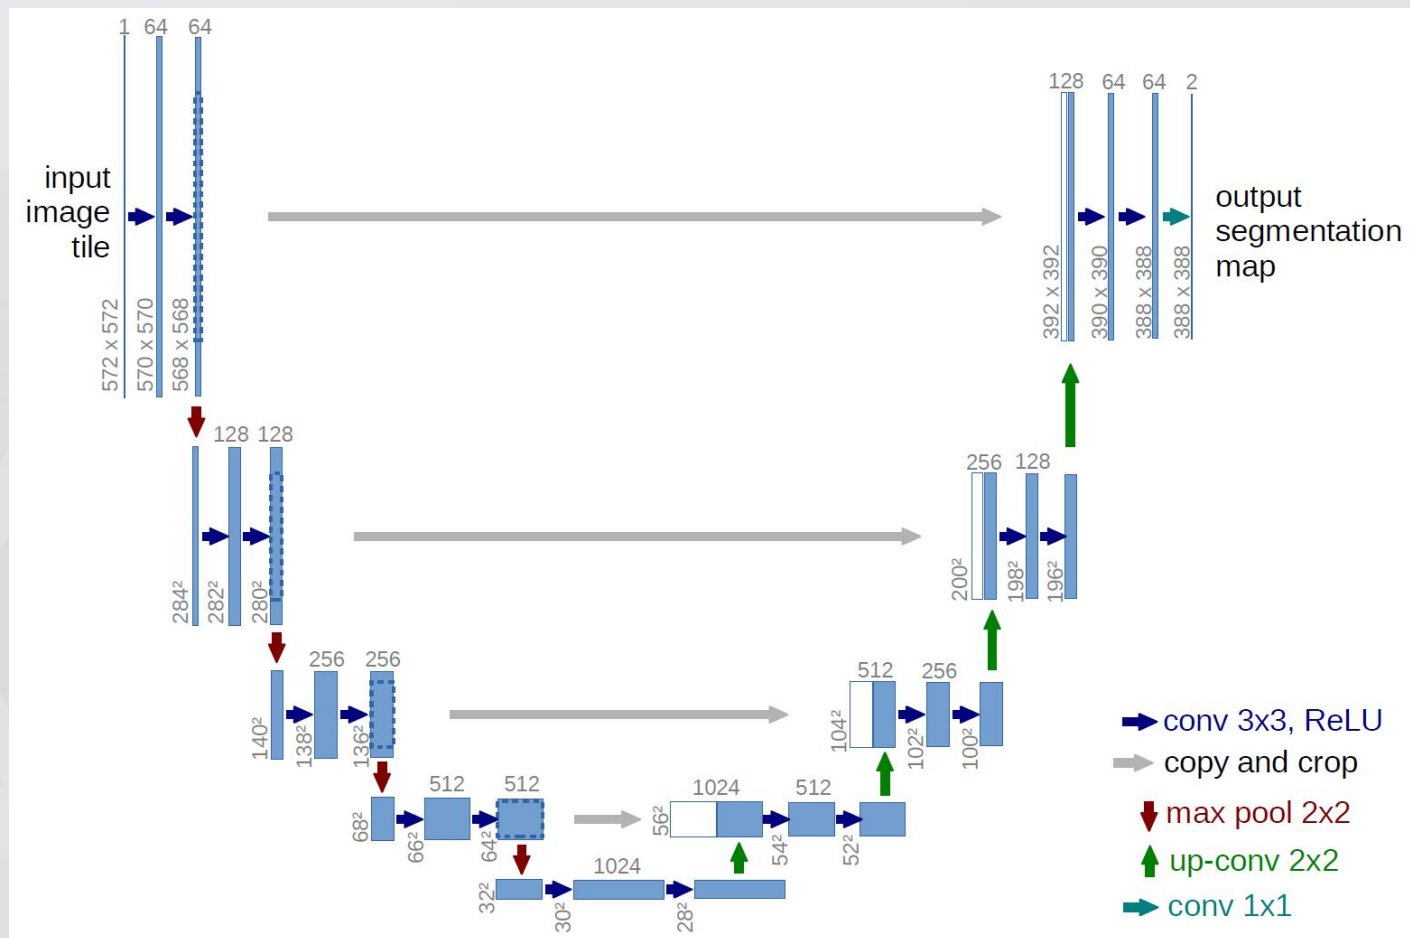 1 64 64
128 64 64 2
input
image
tile
output
segmentation
map
572 x 572
570 x 570
568 x 568
392 x 392
390 x 390
388 x 388
388 x 388
128 128
256 128
284²
282²
280²
200²
198²
196²
256 256
512 256
140²
138²
136²
104²
102²
100²
512 512
1024 512
68²
66²
64²
56²
54²
52²
1024
32²
30²
28²
conv 3x3, ReLU
copy and crop
max pool 2x2
up-conv 2x2
conv 1x1